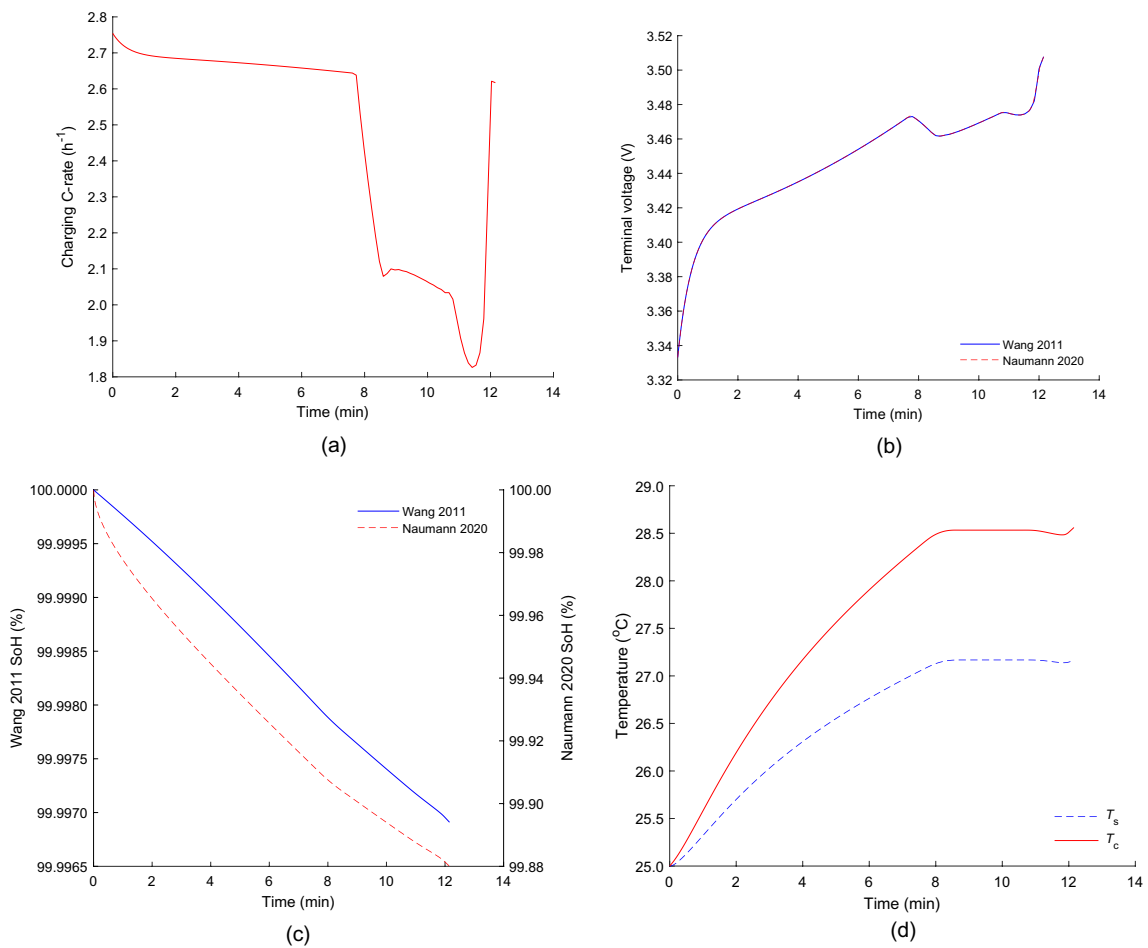 2.8
2.7
2.6
2.5
2.4
2.3
2.2
2.1
2.0
1.9
1.8
Charging C-rate (h⁻¹)
0 2 4 6 8 10 12 14
Time (min)
(a)
3.52
3.50
3.48
3.46
3.44
3.42
3.40
3.38
3.36
3.34
3.32
Terminal voltage (V)
Wang 2011
Naumann 2020
0 2 4 6 8 10 12 14
Time (min)
(b)
100.0000
99.9995
99.9990
99.9985
99.9980
99.9975
99.9970
99.9965
Wang 2011 SoH (%)
Wang 2011
Naumann 2020
100.00
99.98
99.96
99.94
99.92
99.90
99.88
Naumann 2020 SoH (%)
0 2 4 6 8 10 12 14
Time (min)
(c)
29.0
28.5
28.0
27.5
27.0
26.5
26.0
25.5
25.0
Temperature (°C)
Tₛ
T_c
0 2 4 6 8 10 12 14
Time (min)
(d)